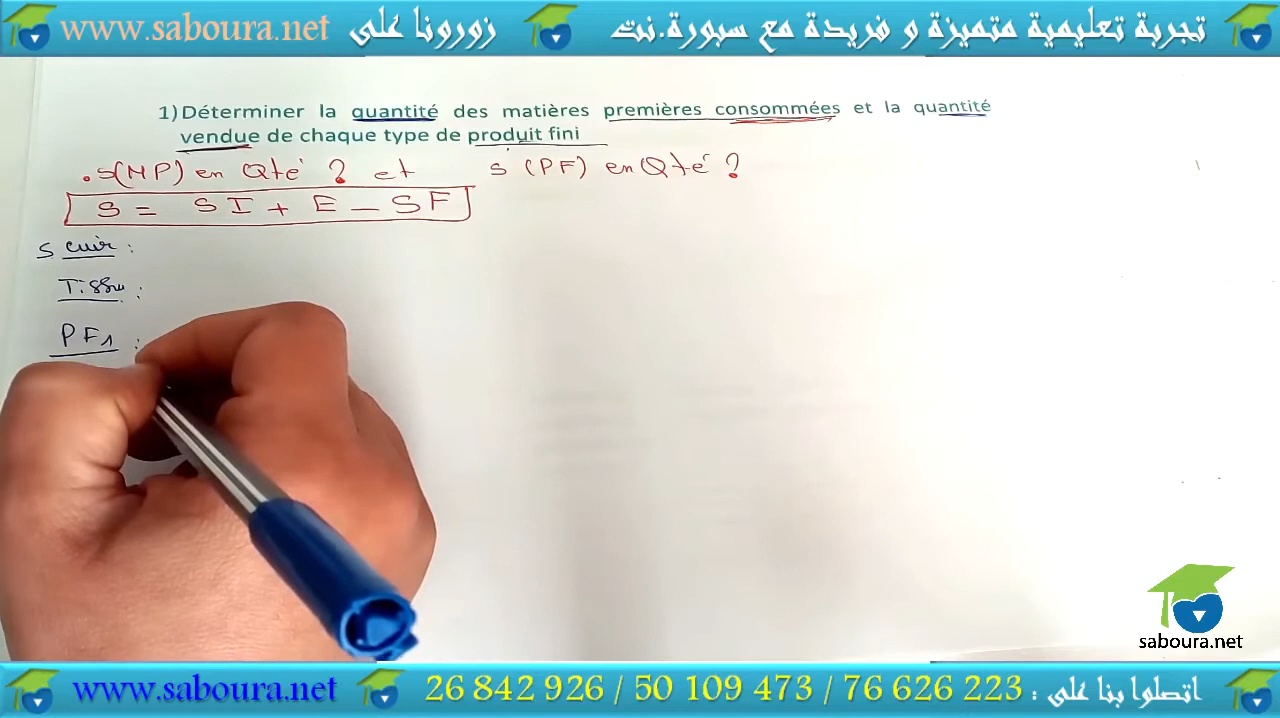 www.saboura.net زورونا على تجربة تعليمية متميزة و فريدة مع سبورة.نت
1) Déterminer la quantité des matières premières consommées et la quantité
vendue de chaque type de produit fini
. S(MP) en Qté ? et S (PF) en Qté ?
S = SI + E - SF
S cuir :
Tissu :
PF1 :
saboura.net
www.saboura.net 26 842 926 / 50 109 473 / 76 626 223 : اتصلوا بنا على